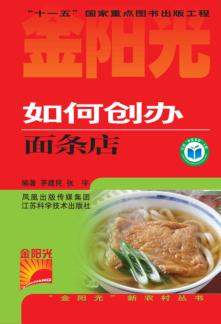 “十一五”国家重点图书出版工程
金阳光
如何创办
面条店
编著 茅建民 张 宇
凤凰出版传媒集团
江苏科学技术出版社
金阳光
“金阳光”新农村丛书